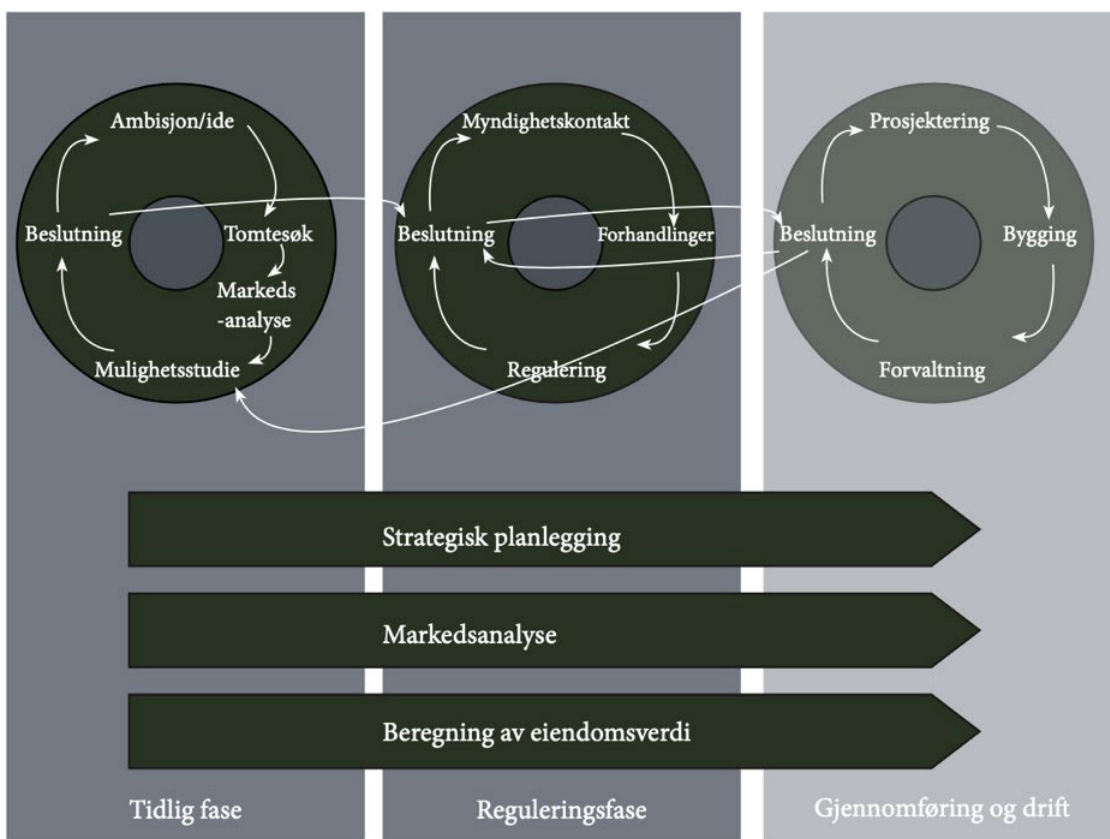 Ambisjon/ide
Beslutning
Tomtesøk
Markeds
-analyse
Mulighetsstudie
Myndighetskontakt
Beslutning
Forhandlinger
Regulering
Prosjektering
Beslutning
Bygging
Forvaltning
Strategisk planlegging
Markedsanalyse
Beregning av eiendomsverdi
Tidlig fase
Reguleringsfase
Gjennomføring og drift